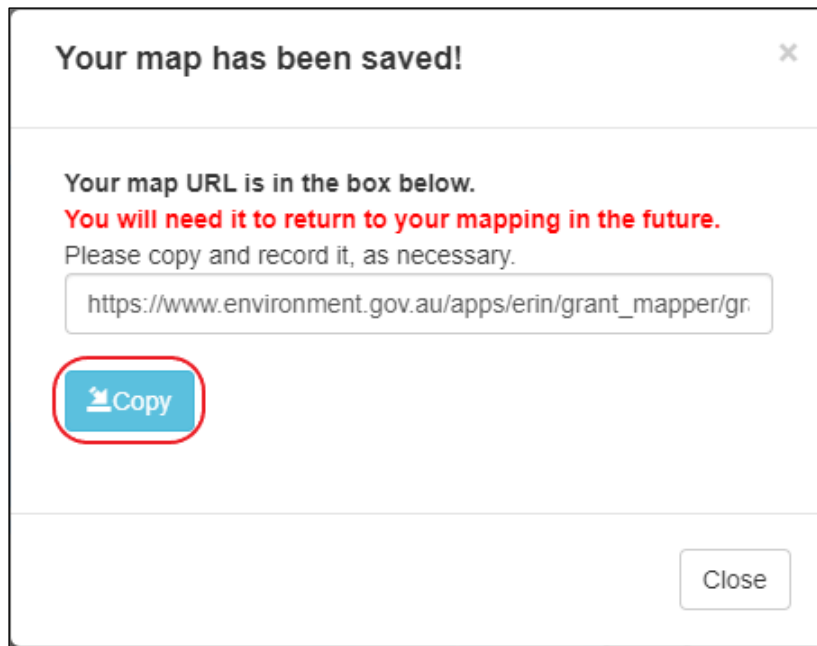 Your map has been saved!
×
Your map URL is in the box below.
You will need it to return to your mapping in the future.
Please copy and record it, as necessary.
https://www.environment.gov.au/apps/erin/grant_mapper/gr
Copy
Close